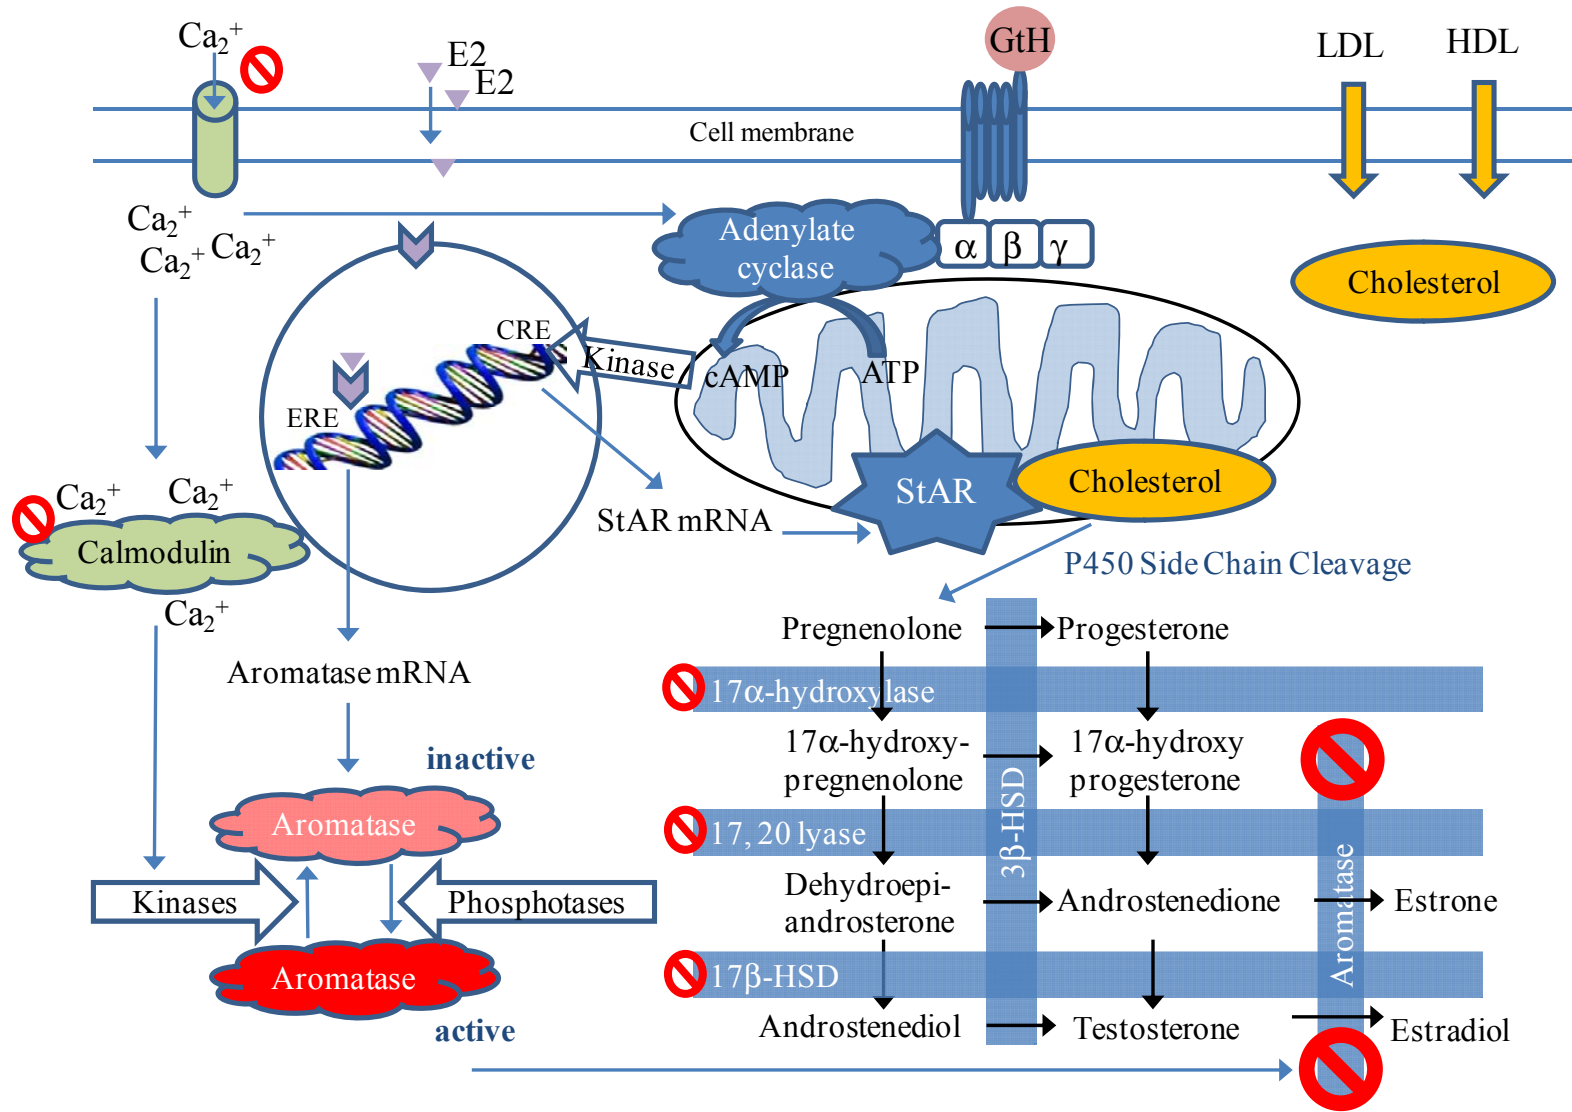 Ca₂⁺
E2
E2
GtH
LDL
HDL
Cell membrane
Ca₂⁺
Ca₂⁺
Ca₂⁺
Adenylate
cyclase
α
β
γ
Cholesterol
CRE
Kinase
cAMP
ATP
ERE
StAR
Cholesterol
Ca₂⁺
Ca₂⁺
StAR mRNA
Calmodulin
P450 Side Chain Cleavage
Ca₂⁺
Pregnenolone
Progesterone
Aromatase mRNA
17α-hydroxylase
inactive
17α-hydroxy-
pregnenolone
17α-hydroxy
progesterone
3β-HSD
Aromatase
Aromatase
17, 20 lyase
Kinases
Phosphotases
Dehydroepi-
androsterone
Androstenedione
Estrone
Aromatase
17β-HSD
active
Androstenediol
Testosterone
Estradiol